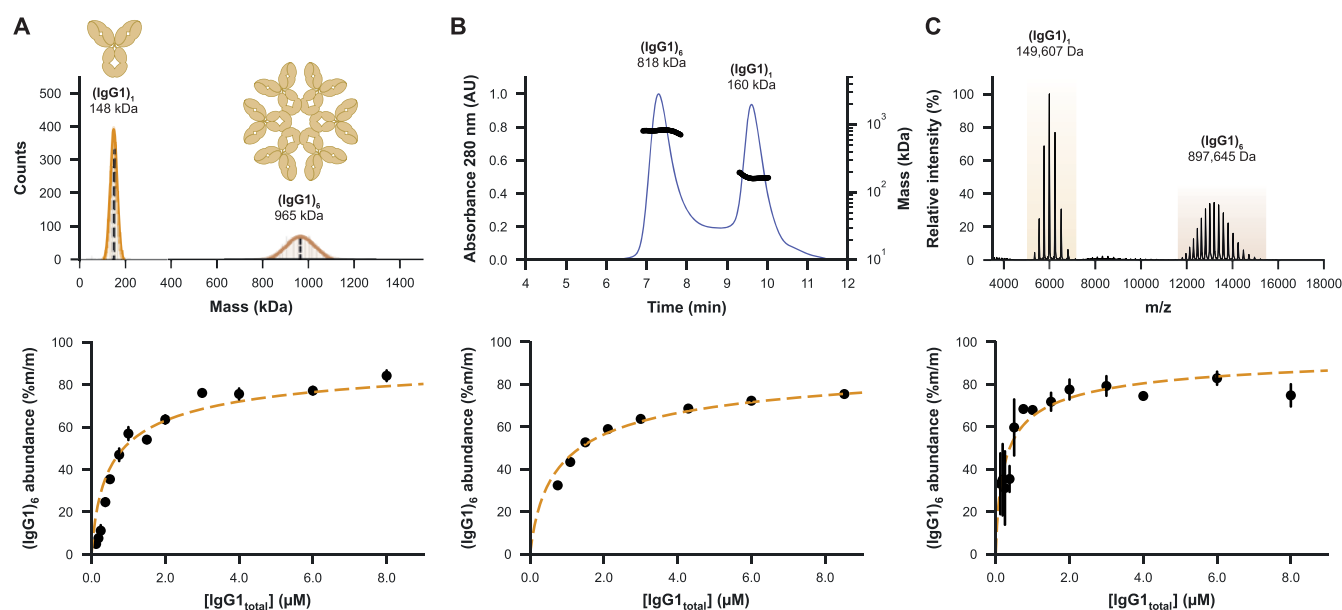 A
(IgG1)1
148 kDa
(IgG1)6
965 kDa
Counts
500
400
300
200
100
0
0 200 400 600 800 1000 1200 1400
Mass (kDa)
B
(IgG1)6
818 kDa
(IgG1)1
160 kDa
Absorbance 280 nm (AU)
1.0
0.8
0.6
0.4
0.2
0.0
Mass (kDa)
10³
10²
10¹
4 5 6 7 8 9 10 11 12
Time (min)
C
(IgG1)1
149,607 Da
(IgG1)6
897,645 Da
Relative intensity (%)
100
80
60
40
20
0
4000 6000 8000 10000 12000 14000 16000 18000
m/z
(IgG1)6 abundance (%m/m)
100
80
60
40
20
0
0.0 2.0 4.0 6.0 8.0
[IgG1total] (µM)
(IgG1)6 abundance (%m/m)
100
80
60
40
20
0
0.0 2.0 4.0 6.0 8.0
[IgG1total] (µM)
(IgG1)6 abundance (%m/m)
100
80
60
40
20
0
0.0 2.0 4.0 6.0 8.0
[IgG1total] (µM)